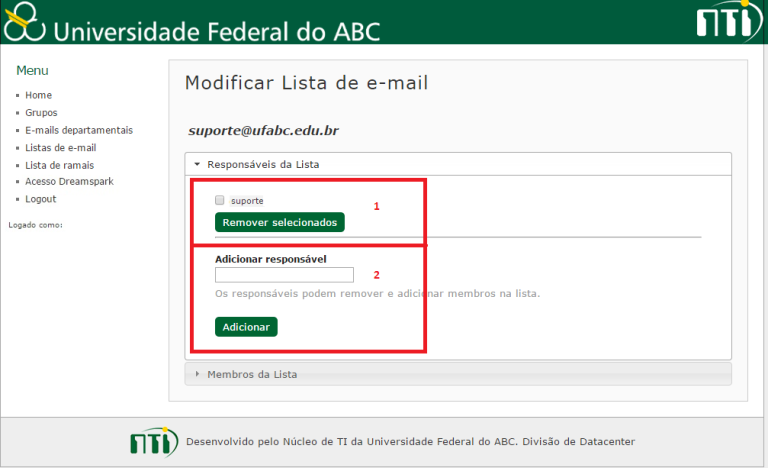 Universidade Federal do ABC
NTI
Menu
Home
Grupos
E-mails departamentais
Listas de e-mail
Lista de ramais
Acesso Dreamspark
Logout
Logado como:
Modificar Lista de e-mail
suporte@ufabc.edu.br
Responsáveis da Lista
suporte
1
Remover selecionados
Adicionar responsável
2
Os responsáveis podem remover e adicionar membros na lista.
Adicionar
Membros da Lista
NTI
Desenvolvido pelo Núcleo de TI da Universidade Federal do ABC. Divisão de Datacenter